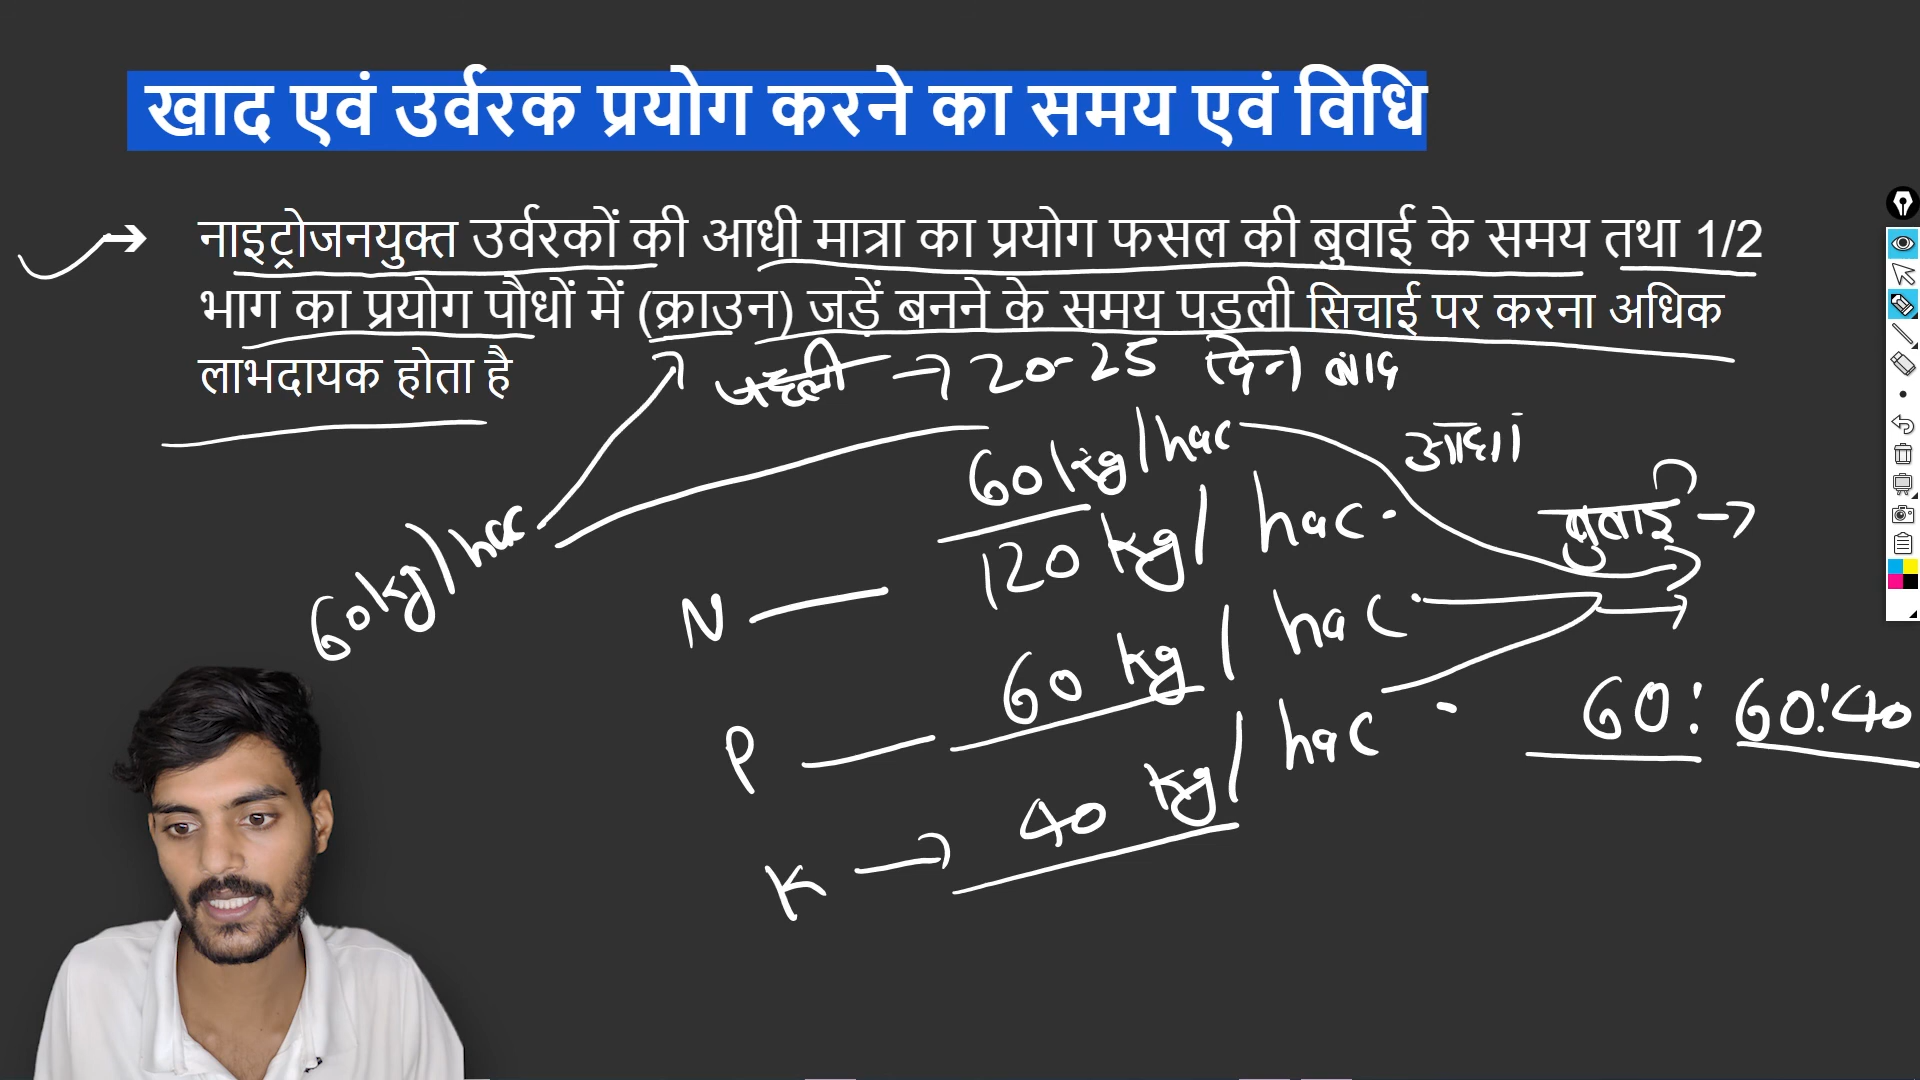 खाद एवं उर्वरक प्रयोग करने का समय एवं विधि
→ नाइट्रोजनयुक्त उर्वरकों की आधी मात्रा का प्रयोग फसल की बुवाई के समय तथा 1/2
भाग का प्रयोग पौधों में (क्राउन) जड़ें बनने के समय पडली सिचाई पर करना अधिक
लाभदायक होता है
→ 20-25 दिन बाद
60 kg/hac
आधा
60 kg/hac
बुवाई →
N — 120 kg/hac.
P — 60 kg/hac.
60:60:40
K → 40 kg/hac.